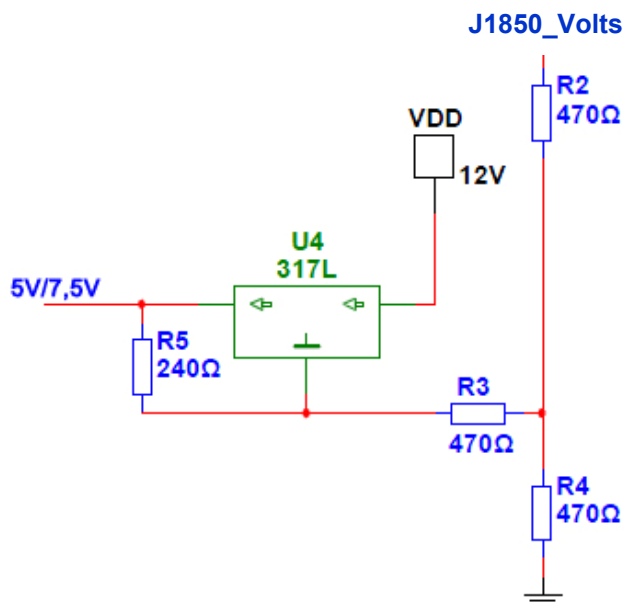 J1850_Volts
R2
470Ω
VDD
12V
U4
317L
5V/7,5V
R5
240Ω
R3
470Ω
R4
470Ω